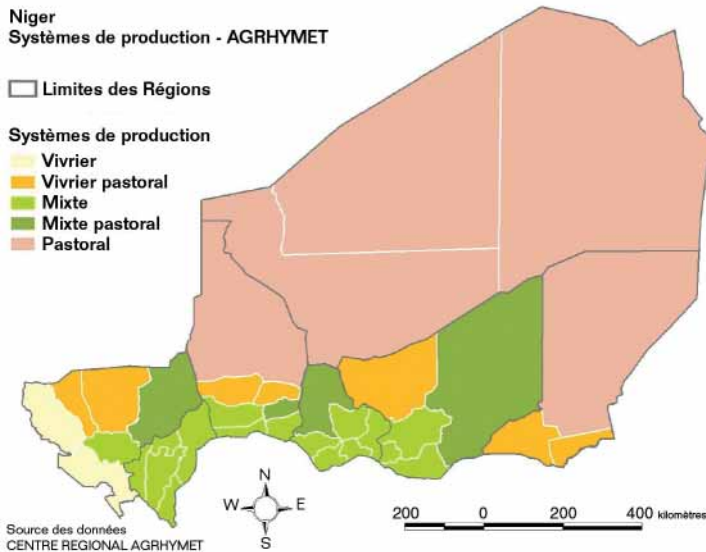 Niger
Systèmes de production - AGRHYMET
Limites des Régions
Systèmes de production
Vivrier
Vivrier pastoral
Mixte
Mixte pastoral
Pastoral
N
W E
S
200 0 200 400 kilomètres
Source des données
CENTRE REGIONAL AGRHYMET